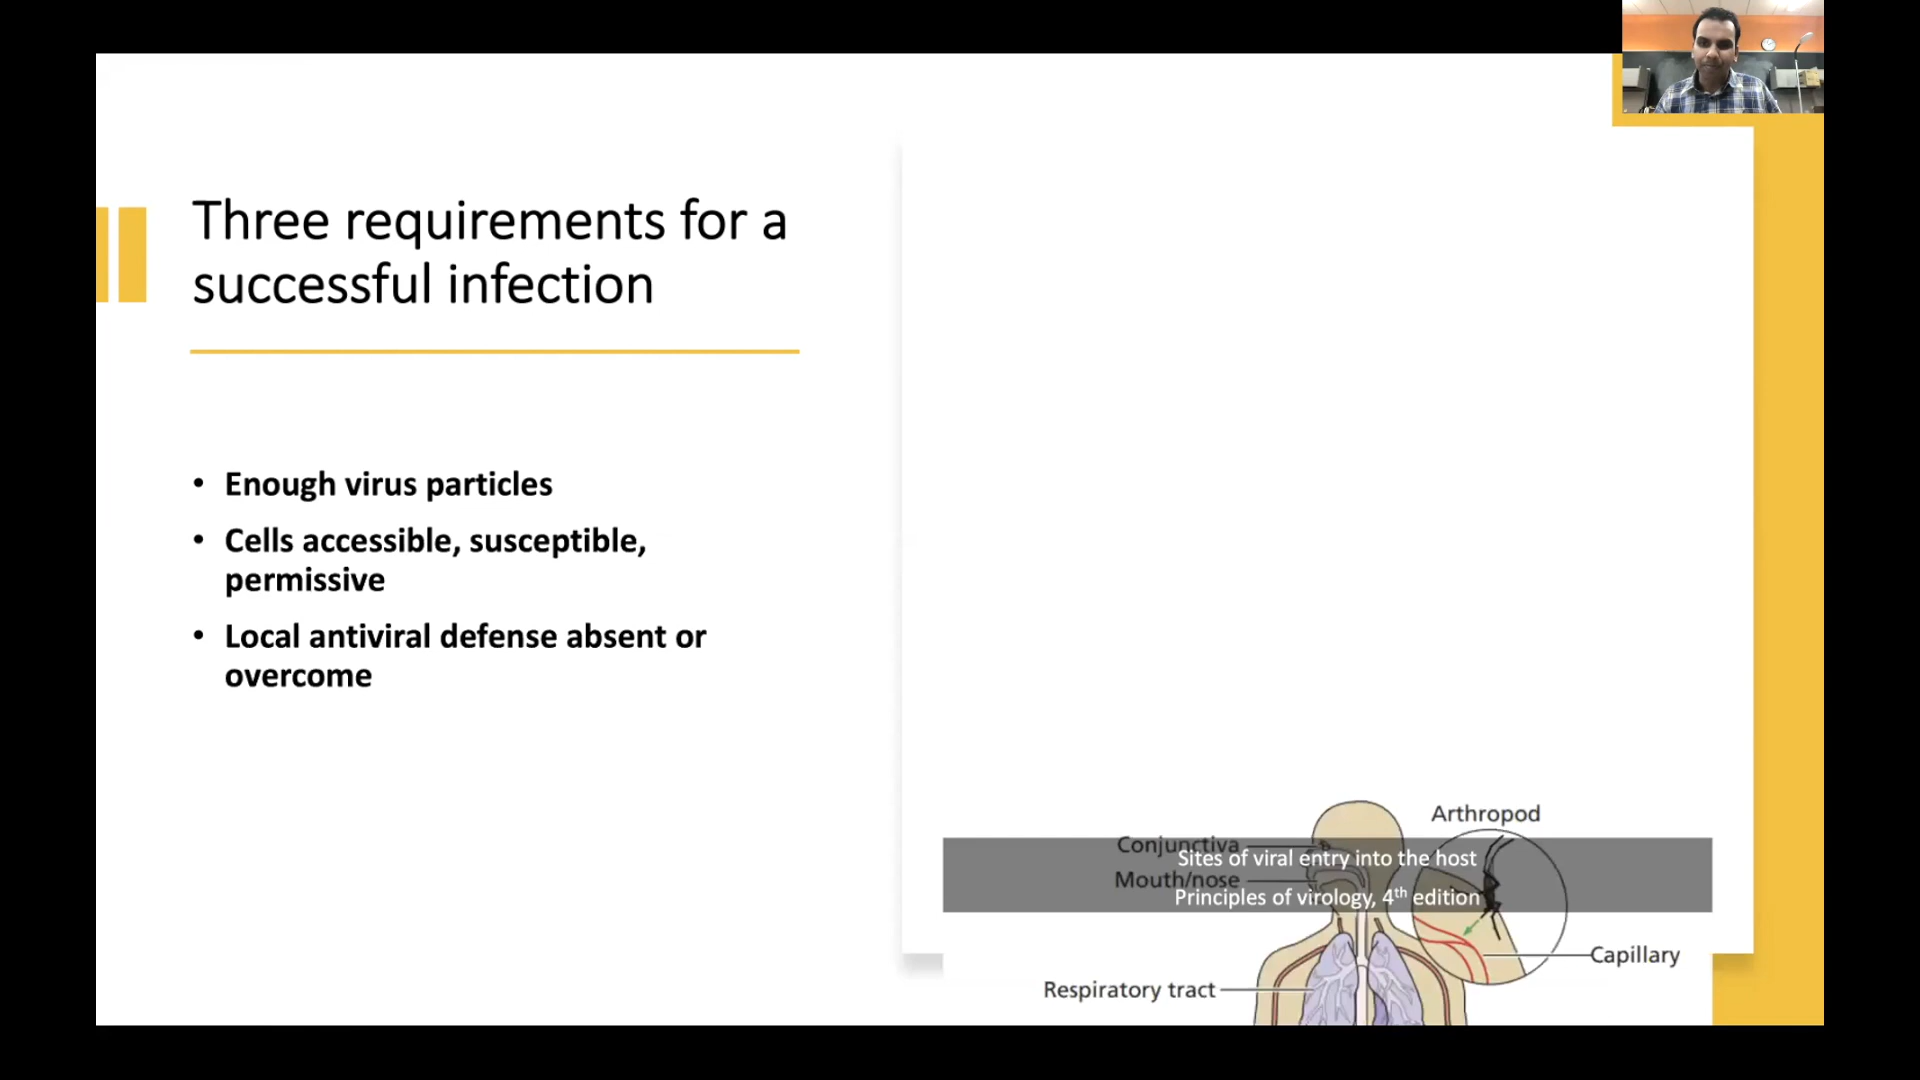 Three requirements for a
successful infection
• Enough virus particles
• Cells accessible, susceptible,
permissive
• Local antiviral defense absent or
overcome
Arthropod
Conjunctiva
Sites of viral entry into the host
Mouth/nose
Principles of virology, 4th edition
Capillary
Respiratory tract